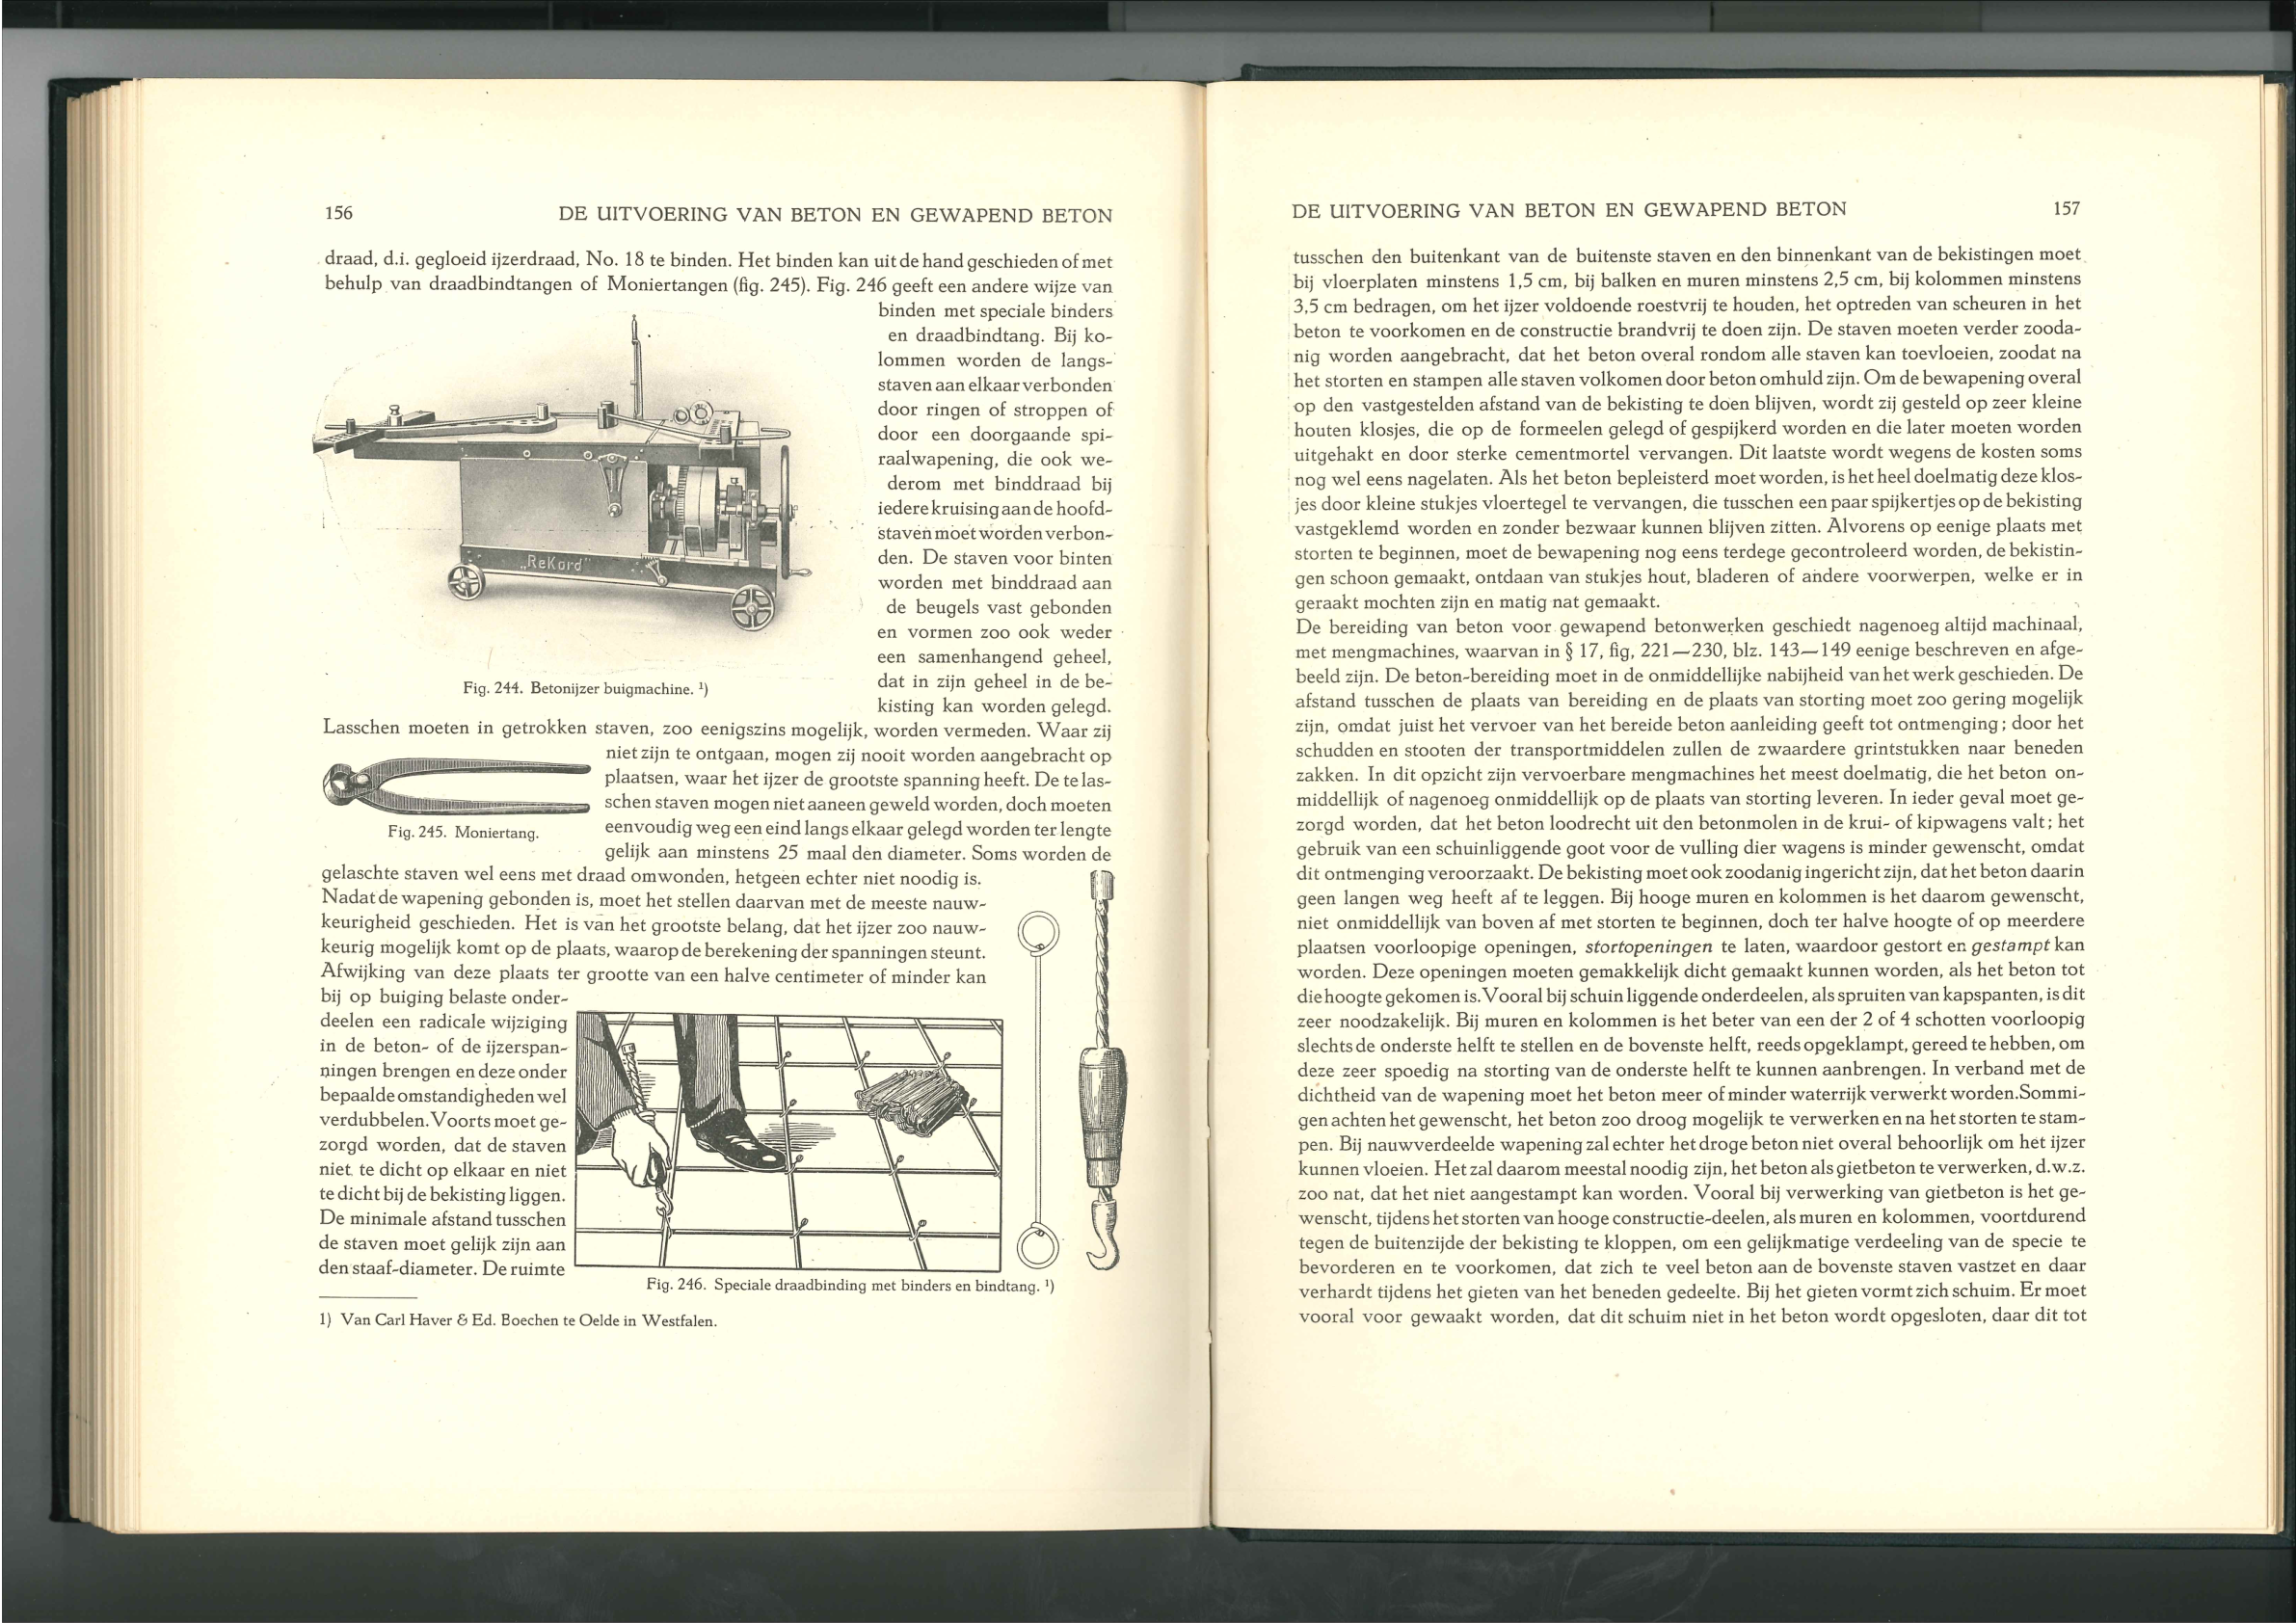 156
DE UITVOERING VAN BETON EN GEWAPEND BETON
draad, d.i. gegloeid ijzerdraad, No. 18 te binden. Het binden kan uit de hand geschieden of met
behulp van draadbindtangen of Moniertangen (fig. 245). Fig. 246 geeft een andere wijze van
binden met speciale binders
en draadbindtang. Bij ko-
lommen worden de langs-
staven aan elkaar verbonden
door ringen of stroppen of
door een doorgaande spi-
raalwapening, die ook we-
derom met binddraad bij
iedere kruising aan de hoofd-
staven moet worden verbon-
den. De staven voor binten
worden met binddraad aan
de beugels vast gebonden
en vormen zoo ook weder
een samenhangend geheel,
dat in zijn geheel in de be-
kisting kan worden gelegd.
„ReKord"
Fig. 244. Betonijzer buigmachine. ¹)
Lasschen moeten in getrokken staven, zoo eenigszins mogelijk, worden vermeden. Waar zij
niet zijn te ontgaan, mogen zij nooit worden aangebracht op
plaatsen, waar het ijzer de grootste spanning heeft. De te las-
schen staven mogen niet aaneen geweld worden, doch moeten
eenvoudig weg een eind langs elkaar gelegd worden ter lengte
gelijk aan minstens 25 maal den diameter. Soms worden de
Fig. 245. Moniertang.
gelaschte staven wel eens met draad omwonden, hetgeen echter niet noodig is.
Nadat de wapening gebonden is, moet het stellen daarvan met de meeste nauw-
keurigheid geschieden. Het is van het grootste belang, dat het ijzer zoo nauw-
keurig mogelijk komt op de plaats, waarop de berekening der spanningen steunt.
Afwijking van deze plaats ter grootte van een halve centimeter of minder kan
bij op buiging belaste onder-
deelen een radicale wijziging
in de beton- of de ijzerspan-
ningen brengen en deze onder
bepaalde omstandigheden wel
verdubbelen. Voorts moet ge-
zorgd worden, dat de staven
niet te dicht op elkaar en niet
te dicht bij de bekisting liggen.
De minimale afstand tusschen
de staven moet gelijk zijn aan
den staaf-diameter. De ruimte
Fig. 246. Speciale draadbinding met binders en bindtang. ¹)
1) Van Carl Haver & Ed. Boechen te Oelde in Westfalen.
DE UITVOERING VAN BETON EN GEWAPEND BETON
157
tusschen den buitenkant van de buitenste staven en den binnenkant van de bekistingen moet
bij vloerplaten minstens 1,5 cm, bij balken en muren minstens 2,5 cm, bij kolommen minstens
3,5 cm bedragen, om het ijzer voldoende roestvrij te houden, het optreden van scheuren in het
beton te voorkomen en de constructie brandvrij te doen zijn. De staven moeten verder zooda-
nig worden aangebracht, dat het beton overal rondom alle staven kan toevloeien, zoodat na
het storten en stampen alle staven volkomen door beton omhuld zijn. Om de bewapening overal
op den vastgestelden afstand van de bekisting te doen blijven, wordt zij gesteld op zeer kleine
houten klosjes, die op de formeelen gelegd of gespijkerd worden en die later moeten worden
uitgehakt en door sterke cementmortel vervangen. Dit laatste wordt wegens de kosten soms
nog wel eens nagelaten. Als het beton bepleisterd moet worden, is het heel doelmatig deze klos-
jes door kleine stukjes vloertegel te vervangen, die tusschen een paar spijkertjes op de bekisting
vastgeklemd worden en zonder bezwaar kunnen blijven zitten. Alvorens op eenige plaats met
storten te beginnen, moet de bewapening nog eens terdege gecontroleerd worden, de bekistin-
gen schoon gemaakt, ontdaan van stukjes hout, bladeren of andere voorwerpen, welke er in
geraakt mochten zijn en matig nat gemaakt.
De bereiding van beton voor gewapend betonwerken geschiedt nagenoeg altijd machinaal,
met mengmachines, waarvan in § 17, fig, 221—230, blz. 143—149 eenige beschreven en afge-
beeld zijn. De beton-bereiding moet in de onmiddellijke nabijheid van het werk geschieden. De
afstand tusschen de plaats van bereiding en de plaats van storting moet zoo gering mogelijk
zijn, omdat juist het vervoer van het bereide beton aanleiding geeft tot ontmenging; door het
schudden en stooten der transportmiddelen zullen de zwaardere grintstukken naar beneden
zakken. In dit opzicht zijn vervoerbare mengmachines het meest doelmatig, die het beton on-
middellijk of nagenoeg onmiddellijk op de plaats van storting leveren. In ieder geval moet ge-
zorgd worden, dat het beton loodrecht uit den betonmolen in de krui- of kipwagens valt; het
gebruik van een schuinliggende goot voor de vulling dier wagens is minder gewenscht, omdat
dit ontmenging veroorzaakt. De bekisting moet ook zoodanig ingericht zijn, dat het beton daarin
geen langen weg heeft af te leggen. Bij hooge muren en kolommen is het daarom gewenscht,
niet onmiddellijk van boven af met storten te beginnen, doch ter halve hoogte of op meerdere
plaatsen voorloopige openingen, stortopeningen te laten, waardoor gestort en gestampt kan
worden. Deze openingen moeten gemakkelijk dicht gemaakt kunnen worden, als het beton tot
die hoogte gekomen is. Vooral bij schuin liggende onderdeelen, als spruiten van kapspanten, is dit
zeer noodzakelijk. Bij muren en kolommen is het beter van een der 2 of 4 schotten voorloopig
slechts de onderste helft te stellen en de bovenste helft, reeds opgeklampt, gereed te hebben, om
deze zeer spoedig na storting van de onderste helft te kunnen aanbrengen. In verband met de
dichtheid van de wapening moet het beton meer of minder waterrijk verwerkt worden. Sommi-
gen achten het gewenscht, het beton zoo droog mogelijk te verwerken en na het storten te stam-
pen. Bij nauwverdeelde wapening zal echter het droge beton niet overal behoorlijk om het ijzer
kunnen vloeien. Het zal daarom meestal noodig zijn, het beton als gietbeton te verwerken, d.w.z.
zoo nat, dat het niet aangestampt kan worden. Vooral bij verwerking van gietbeton is het ge-
wenscht, tijdens het storten van hooge constructie-deelen, als muren en kolommen, voortdurend
tegen de buitenzijde der bekisting te kloppen, om een gelijkmatige verdeeling van de specie te
bevorderen en te voorkomen, dat zich te veel beton aan de bovenste staven vastzet en daar
verhardt tijdens het gieten van het beneden gedeelte. Bij het gieten vormt zich schuim. Er moet
vooral voor gewaakt worden, dat dit schuim niet in het beton wordt opgesloten, daar dit tot